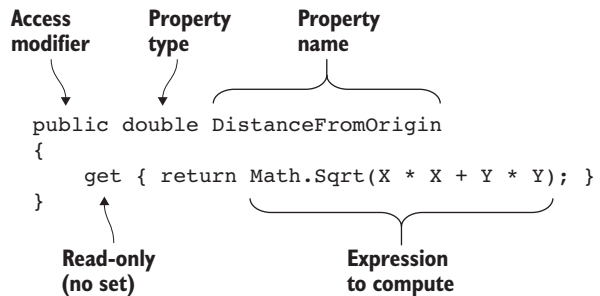 Access Property Property
modifier type name
public double DistanceFromOrigin
{
get { return Math.Sqrt(X * X + Y * Y); }
}
Read-only Expression
(no set) to compute